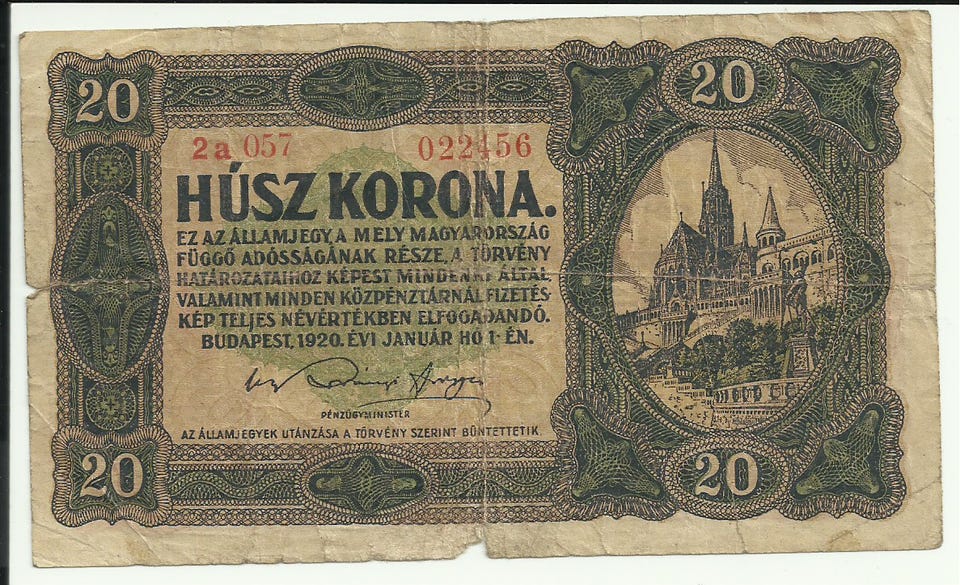 20
20
2a 057 022456
HÚSZ KORONA.
EZ AZ ÁLLAMJEGY, A MELY MAGYARORSZÁG
FÜGGŐ ADÓSSÁGÁNAK RÉSZE, A TÖRVÉNY
HATÁROZATAIHOZ KÉPEST MINDENKI ÁLTAL,
VALAMINT MINDEN KÖZPÉNZTÁRNÁL FIZETÉS-
KÉP TELJES NÉVÉRTÉKBEN ELFOGADANDÓ.
BUDAPEST, 1920. ÉVI JANUÁR HÓ 1-ÉN.
PÉNZÜGYMINISTER
AZ ÁLLAMJEGYEK UTÁNZÁSA A TÖRVÉNY SZERINT BÜNTETTETIK
20
20